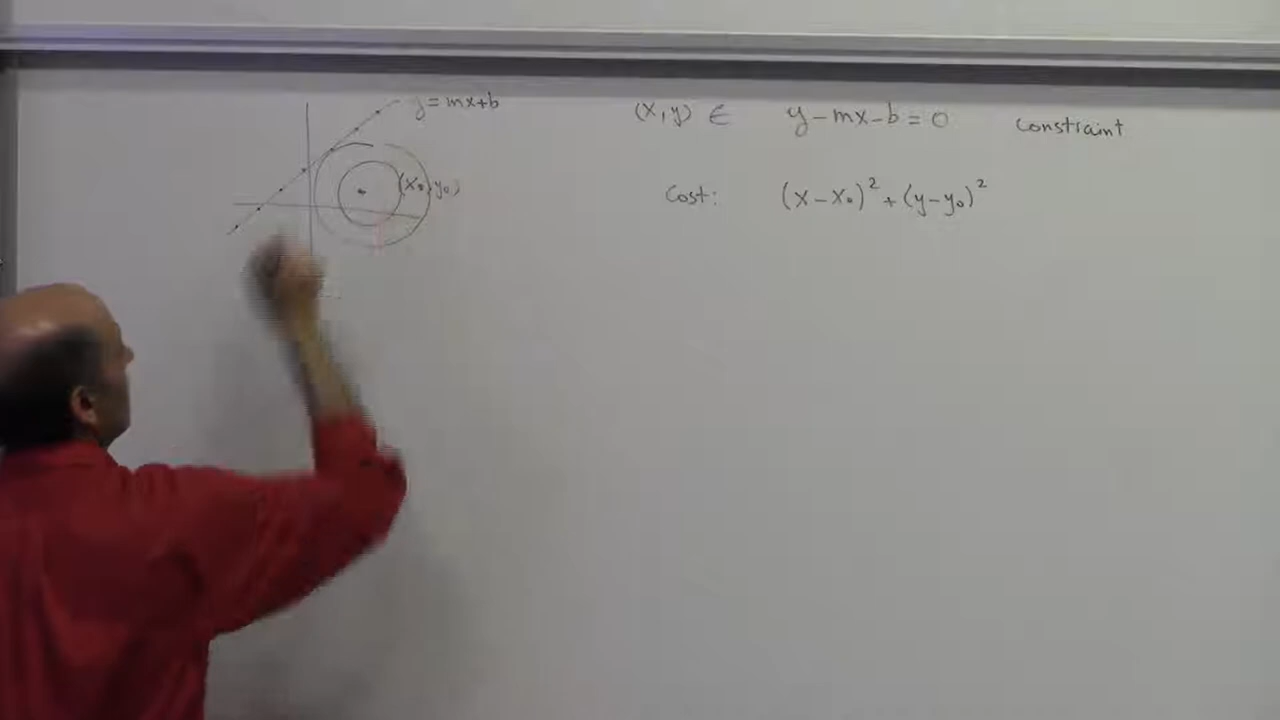 y = mx+b
(x, y) ∈ y − mx − b = 0 constraint
(x₀, y₀)
Cost: (x − x₀)² + (y − y₀)²